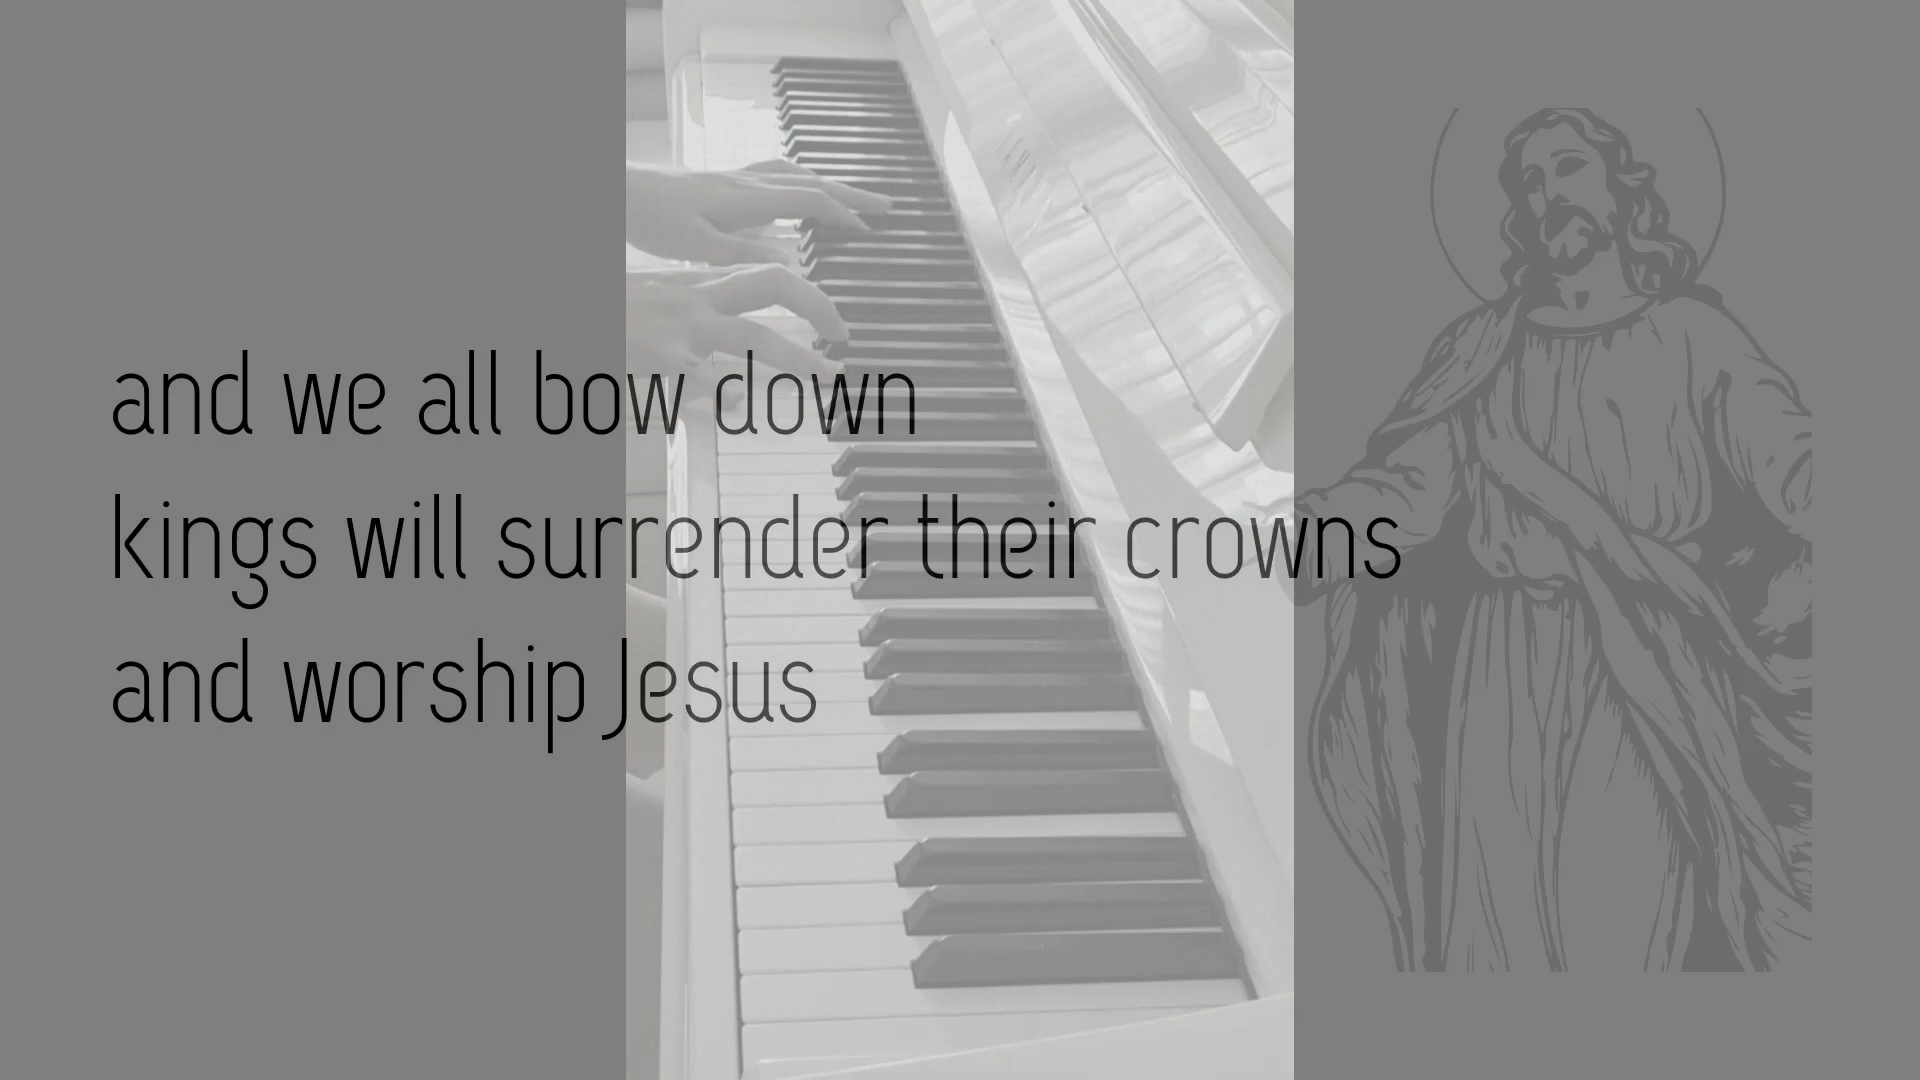 and we all bow down
kings will surrender their crowns
and worship Jesus